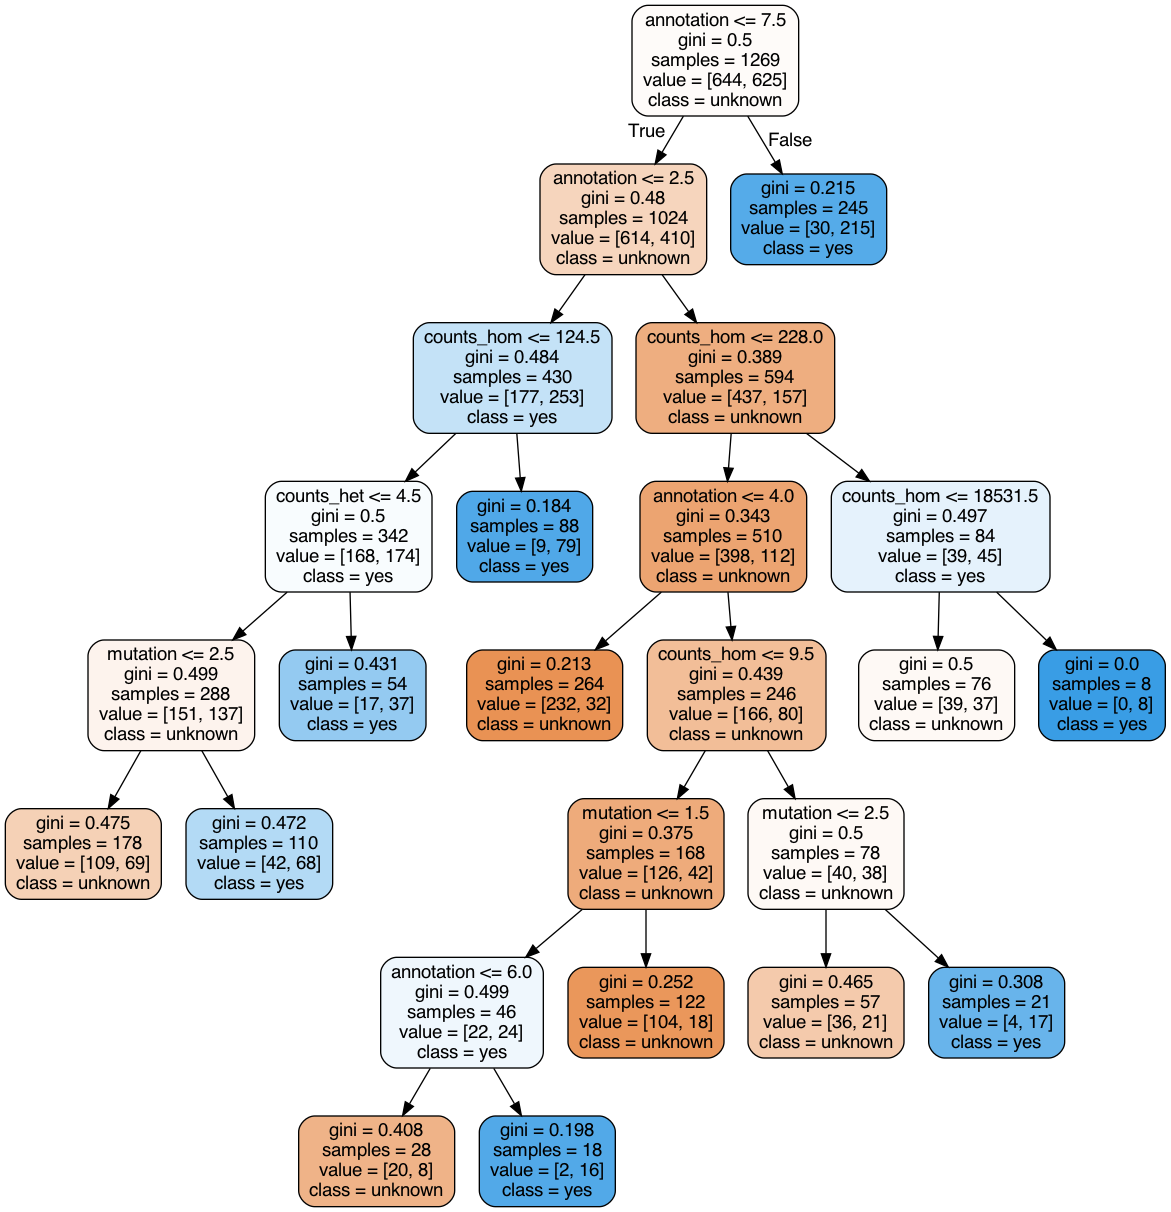 annotation <= 7.5
gini = 0.5
samples = 1269
value = [644, 625]
class = unknown
True
False
annotation <= 2.5
gini = 0.48
samples = 1024
value = [614, 410]
class = unknown
gini = 0.215
samples = 245
value = [30, 215]
class = yes
counts_hom <= 124.5
gini = 0.484
samples = 430
value = [177, 253]
class = yes
counts_hom <= 228.0
gini = 0.389
samples = 594
value = [437, 157]
class = unknown
counts_het <= 4.5
gini = 0.5
samples = 342
value = [168, 174]
class = yes
gini = 0.184
samples = 88
value = [9, 79]
class = yes
annotation <= 4.0
gini = 0.343
samples = 510
value = [398, 112]
class = unknown
counts_hom <= 18531.5
gini = 0.497
samples = 84
value = [39, 45]
class = yes
mutation <= 2.5
gini = 0.499
samples = 288
value = [151, 137]
class = unknown
gini = 0.431
samples = 54
value = [17, 37]
class = yes
gini = 0.213
samples = 264
value = [232, 32]
class = unknown
counts_hom <= 9.5
gini = 0.439
samples = 246
value = [166, 80]
class = unknown
gini = 0.5
samples = 76
value = [39, 37]
class = unknown
gini = 0.0
samples = 8
value = [0, 8]
class = yes
gini = 0.475
samples = 178
value = [109, 69]
class = unknown
gini = 0.472
samples = 110
value = [42, 68]
class = yes
mutation <= 1.5
gini = 0.375
samples = 168
value = [126, 42]
class = unknown
mutation <= 2.5
gini = 0.5
samples = 78
value = [40, 38]
class = unknown
annotation <= 6.0
gini = 0.499
samples = 46
value = [22, 24]
class = yes
gini = 0.252
samples = 122
value = [104, 18]
class = unknown
gini = 0.465
samples = 57
value = [36, 21]
class = unknown
gini = 0.308
samples = 21
value = [4, 17]
class = yes
gini = 0.408
samples = 28
value = [20, 8]
class = unknown
gini = 0.198
samples = 18
value = [2, 16]
class = yes